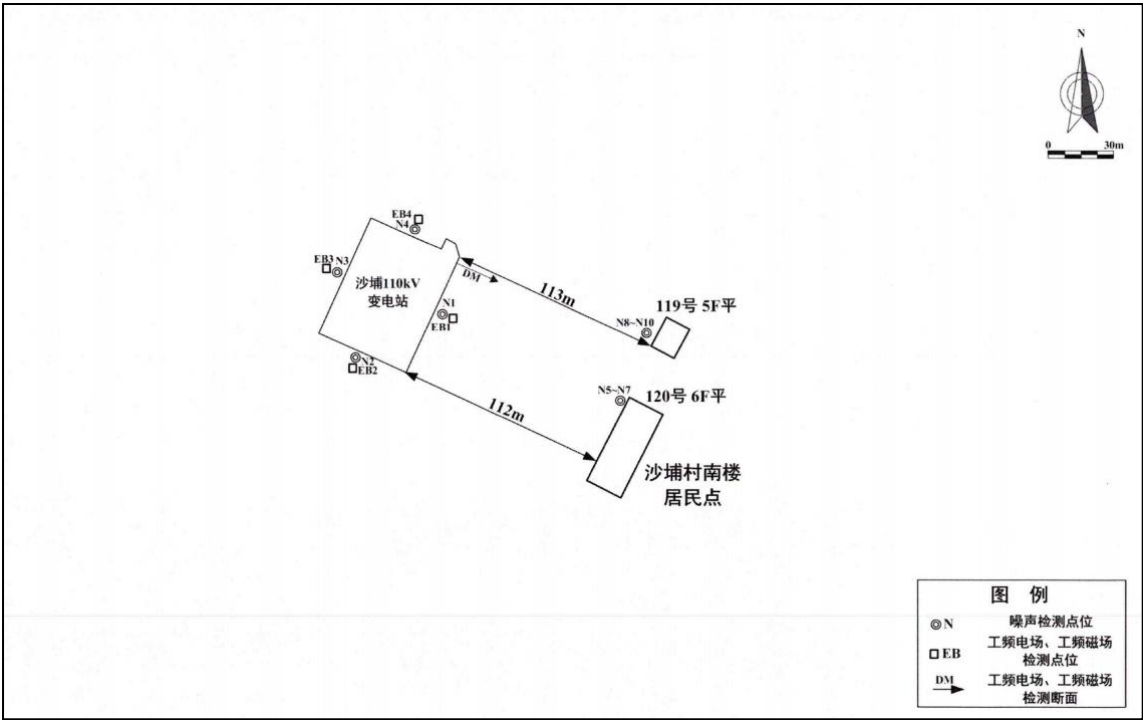 N
0 30m
EB4
N4
EB3 N3
沙埔110kV
变电站
DM
113m
N1
EB1
119号 5F平
N8~N10
N2
EB2
112m
N5~N7
120号 6F平
沙埔村南楼
居民点
图 例
N 噪声检测点位
EB 工频电场、工频磁场
检测点位
DM 工频电场、工频磁场
检测断面